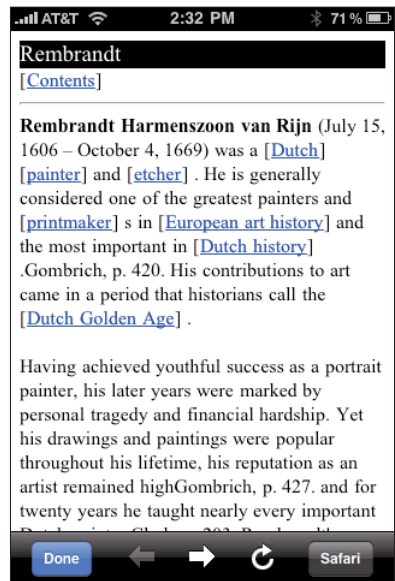 AT&T 2:32 PM 71%
Rembrandt
[Contents]
Rembrandt Harmenszoon van Rijn (July 15,
1606 – October 4, 1669) was a [Dutch]
[painter] and [etcher] . He is generally
considered one of the greatest painters and
[printmaker] s in [European art history] and
the most important in [Dutch history]
.Gombrich, p. 420. His contributions to art
came in a period that historians call the
[Dutch Golden Age] .
Having achieved youthful success as a portrait
painter, his later years were marked by
personal tragedy and financial hardship. Yet
his drawings and paintings were popular
throughout his lifetime, his reputation as an
artist remained highGombrich, p. 427. and for
twenty years he taught nearly every important
Done Safari